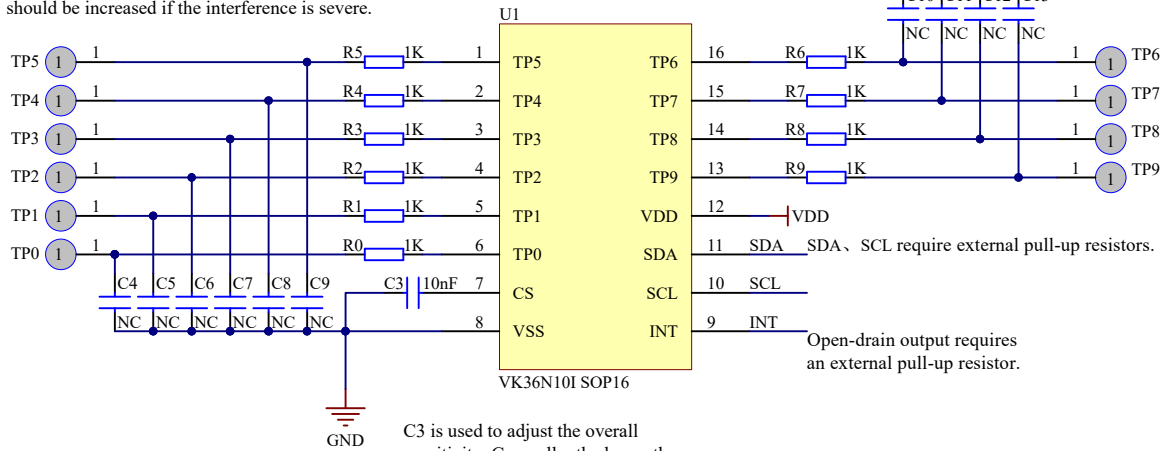 should be increased if the interference is severe.
U1
NC NC NC NC
TP5 1 1 R5 1K 1 TP5 TP6 16 R6 1K 1 1 TP6
TP4 1 1 R4 1K 2 TP4 TP7 15 R7 1K 1 1 TP7
TP3 1 1 R3 1K 3 TP3 TP8 14 R8 1K 1 1 TP8
TP2 1 1 R2 1K 4 TP2 TP9 13 R9 1K 1 1 TP9
TP1 1 1 R1 1K 5 TP1 VDD 12 VDD
TP0 1 1 R0 1K 6 TP0 SDA 11 SDA SDA、SCL require external pull-up resistors.
C4 C5 C6 C7 C8 C9 C3 10nF 7 CS SCL 10 SCL
NC NC NC NC NC NC 8 VSS INT 9 INT
Open-drain output requires
an external pull-up resistor.
VK36N10I SOP16
GND
C3 is used to adjust the overall